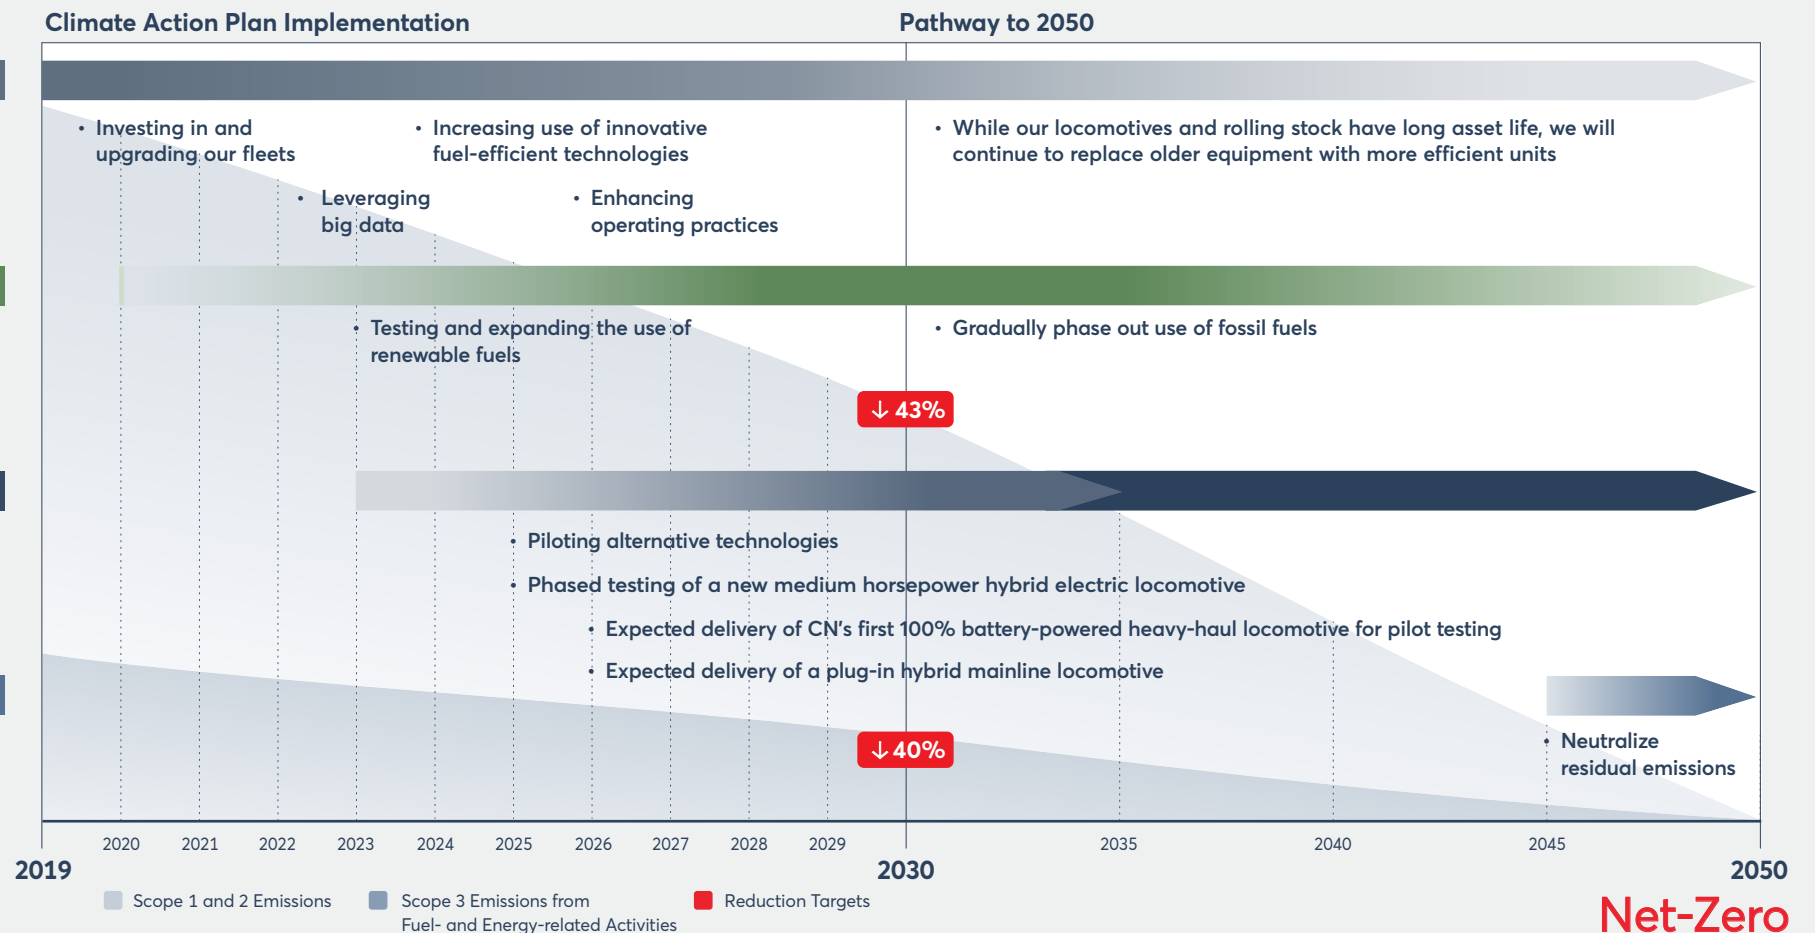 Climate Action Plan Implementation
Pathway to 2050
• Investing in and
upgrading our fleets
• Increasing use of innovative
fuel-efficient technologies
• While our locomotives and rolling stock have long asset life, we will
continue to replace older equipment with more efficient units
• Leveraging
big data
• Enhancing
operating practices
• Testing and expanding the use of
renewable fuels
• Gradually phase out use of fossil fuels
↓ 43%
• Piloting alternative technologies
• Phased testing of a new medium horsepower hybrid electric locomotive
• Expected delivery of CN’s first 100% battery-powered heavy-haul locomotive for pilot testing
• Expected delivery of a plug-in hybrid mainline locomotive
↓ 40%
• Neutralize
residual emissions
2020 2021 2022 2023 2024 2025 2026 2027 2028 2029 2035 2040 2045
2019 2030 2050
Scope 1 and 2 Emissions
Scope 3 Emissions from
Fuel- and Energy-related Activities
Reduction Targets
Net-Zero